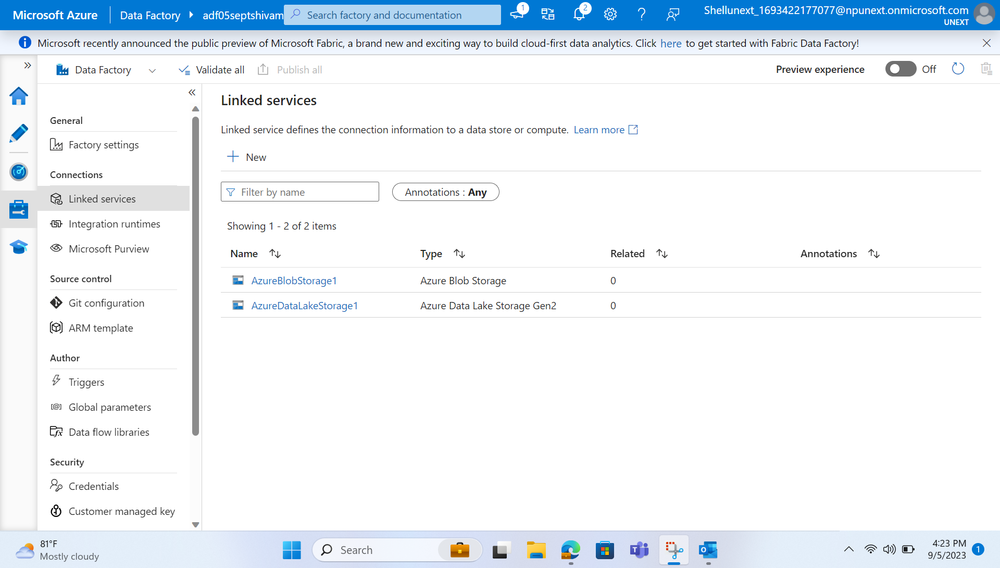 Microsoft Azure
Data Factory
adf05septshivam
Search factory and documentation
1
2
Shellunext_1693422177077@npunext.onmicrosoft.com
UNEXT
Microsoft recently announced the public preview of Microsoft Fabric, a brand new and exciting way to build cloud-first data analytics. Click here to get started with Fabric Data Factory!
Data Factory
Validate all
Publish all
Preview experience
Off
General
Factory settings
Connections
Linked services
Integration runtimes
Microsoft Purview
Source control
Git configuration
ARM template
Author
Triggers
Global parameters
Data flow libraries
Security
Credentials
Customer managed key
Linked services
Linked service defines the connection information to a data store or compute. Learn more
New
Filter by name
Annotations : Any
Showing 1 - 2 of 2 items
Name Type Related Annotations
AzureBlobStorage1 Azure Blob Storage 0
AzureDataLakeStorage1 Azure Data Lake Storage Gen2 0
81°F
Mostly cloudy
Search
4:23 PM
9/5/2023
1